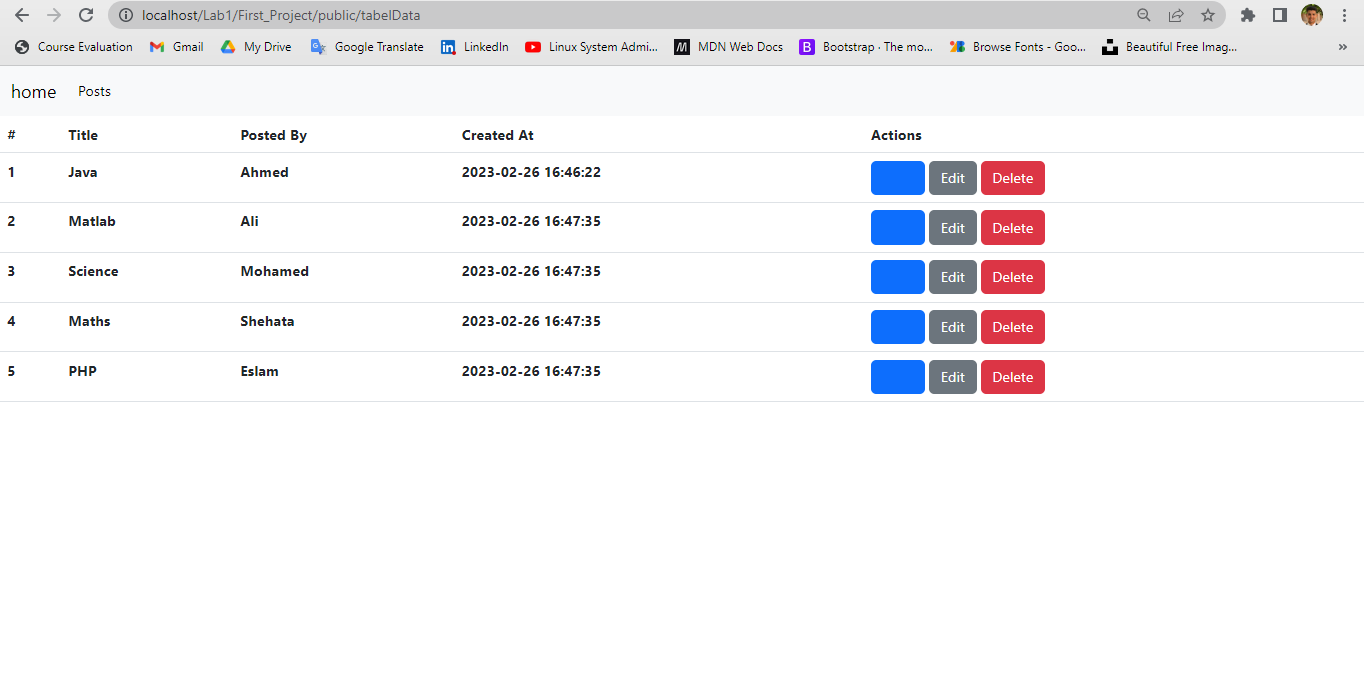 localhost/Lab1/First_Project/public/tabelData
Course Evaluation Gmail My Drive Google Translate LinkedIn Linux System Admi... MDN Web Docs B Bootstrap · The mo... Browse Fonts - Goo... Beautiful Free Imag... »
home Posts
# Title Posted By Created At Actions
1 Java Ahmed 2023-02-26 16:46:22 Edit Delete
2 Matlab Ali 2023-02-26 16:47:35 Edit Delete
3 Science Mohamed 2023-02-26 16:47:35 Edit Delete
4 Maths Shehata 2023-02-26 16:47:35 Edit Delete
5 PHP Eslam 2023-02-26 16:47:35 Edit Delete